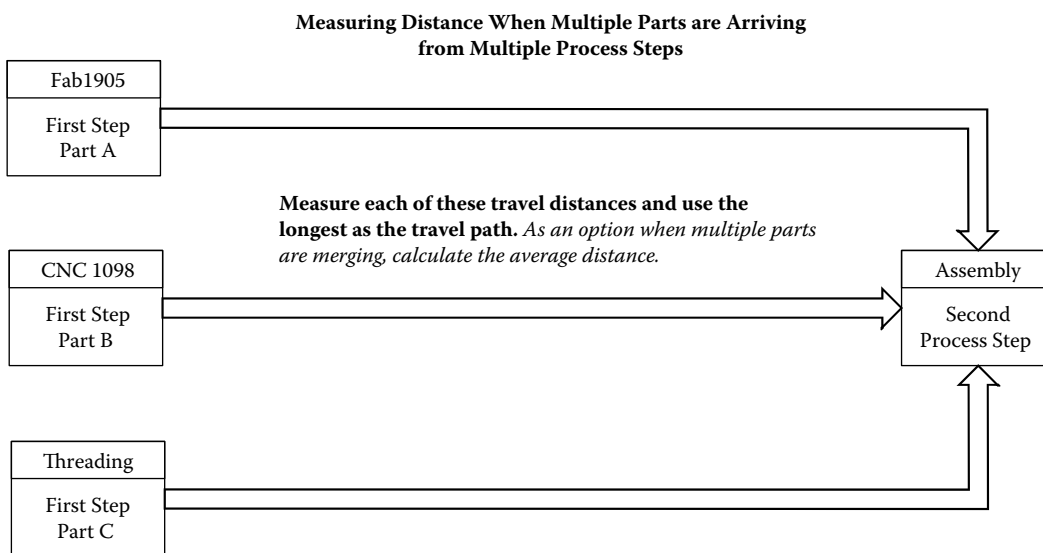 Measuring Distance When Multiple Parts are Arriving
from Multiple Process Steps
Fab1905
First Step
Part A
Measure each of these travel distances and use the
longest as the travel path. As an option when multiple parts
are merging, calculate the average distance.
CNC 1098
First Step
Part B
Assembly
Second
Process Step
Threading
First Step
Part C